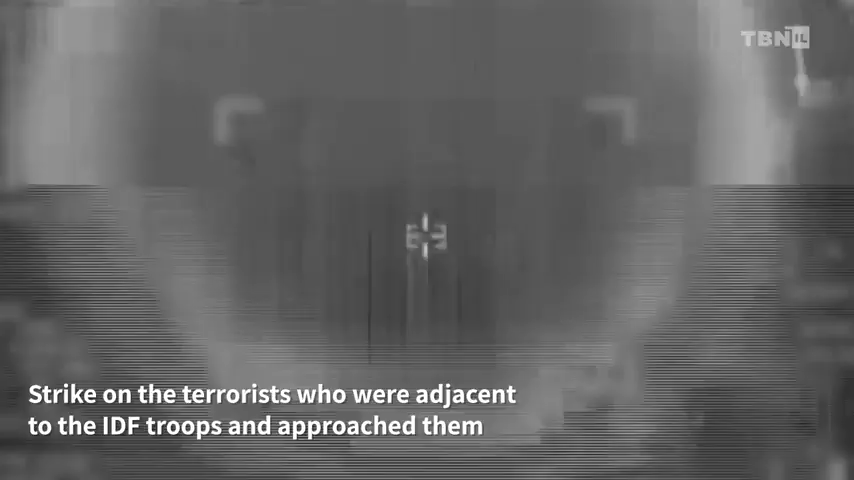 TBN IL
Strike on the terrorists who were adjacent
to the IDF troops and approached them